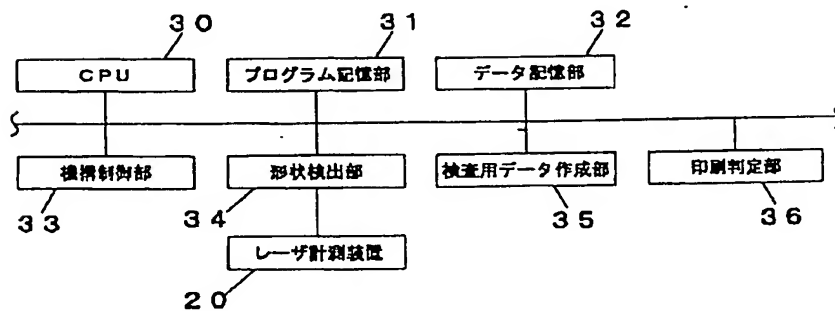 30
31
32
CPU
プログラム記憶部
データ記憶部
機構制御部
形状検出部
検査用データ作成部
印刷判定部
33
34
35
36
レーザ計測装置
20